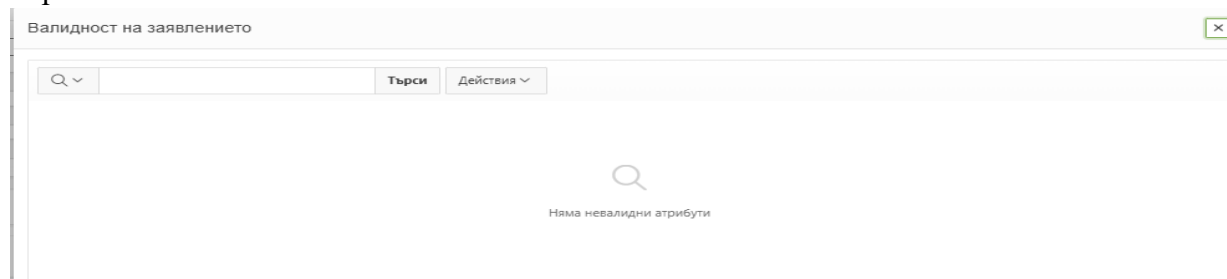 Валидност на заявлението
Търси Действия
Няма невалидни атрибути